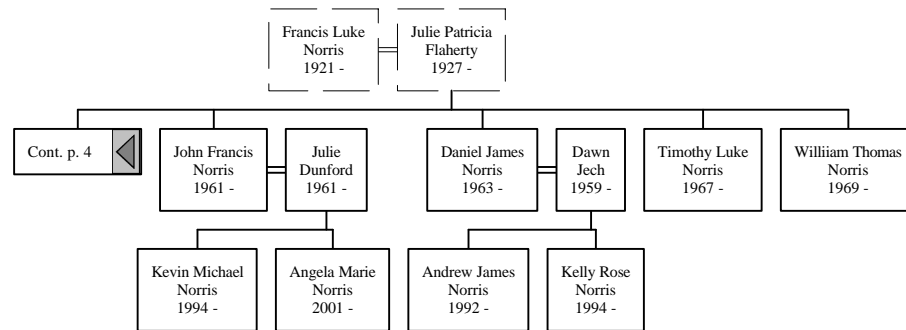 Francis Luke
Norris
1921 -
Julie Patricia
Flaherty
1927 -
Cont. p. 4
John Francis
Norris
1961 -
Julie
Dunford
1961 -
Daniel James
Norris
1963 -
Dawn
Jech
1959 -
Timothy Luke
Norris
1967 -
Williiam Thomas
Norris
1969 -
Kevin Michael
Norris
1994 -
Angela Marie
Norris
2001 -
Andrew James
Norris
1992 -
Kelly Rose
Norris
1994 -